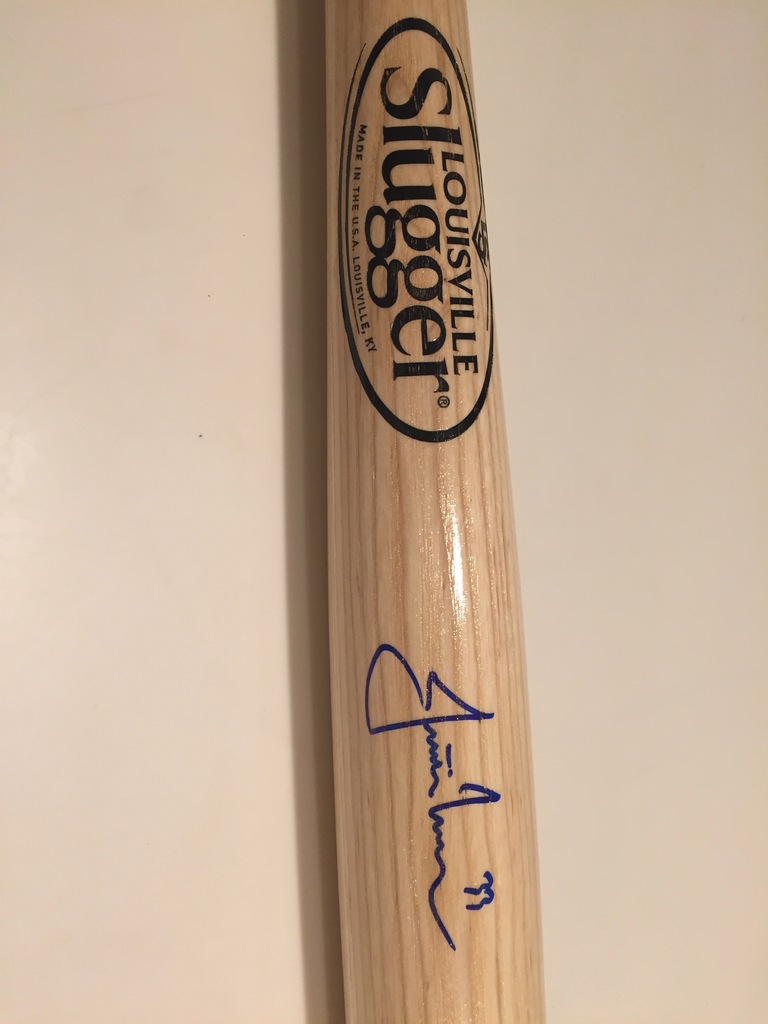 LOUISVILLE
Slugger®
MADE IN THE U.S.A. LOUISVILLE, KY